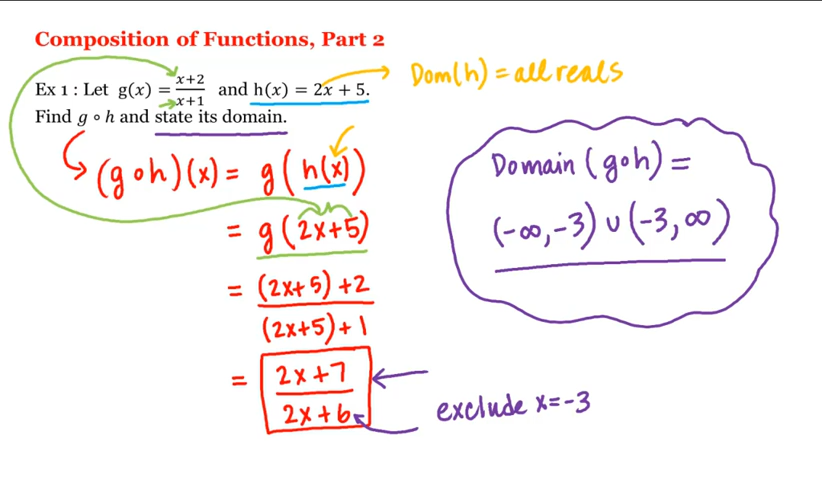 Composition of Functions, Part 2
Ex 1 : Let g(x) = x+2/x+1 and h(x) = 2x + 5.
Dom(h) = all reals
Find g ∘ h and state its domain.
(g∘h)(x) = g(h(x))
= g(2x+5)
= (2x+5)+2
(2x+5)+1
= 2x+7
2x+6
Domain (g∘h) =
(-∞,-3) ∪ (-3,∞)
exclude x=-3